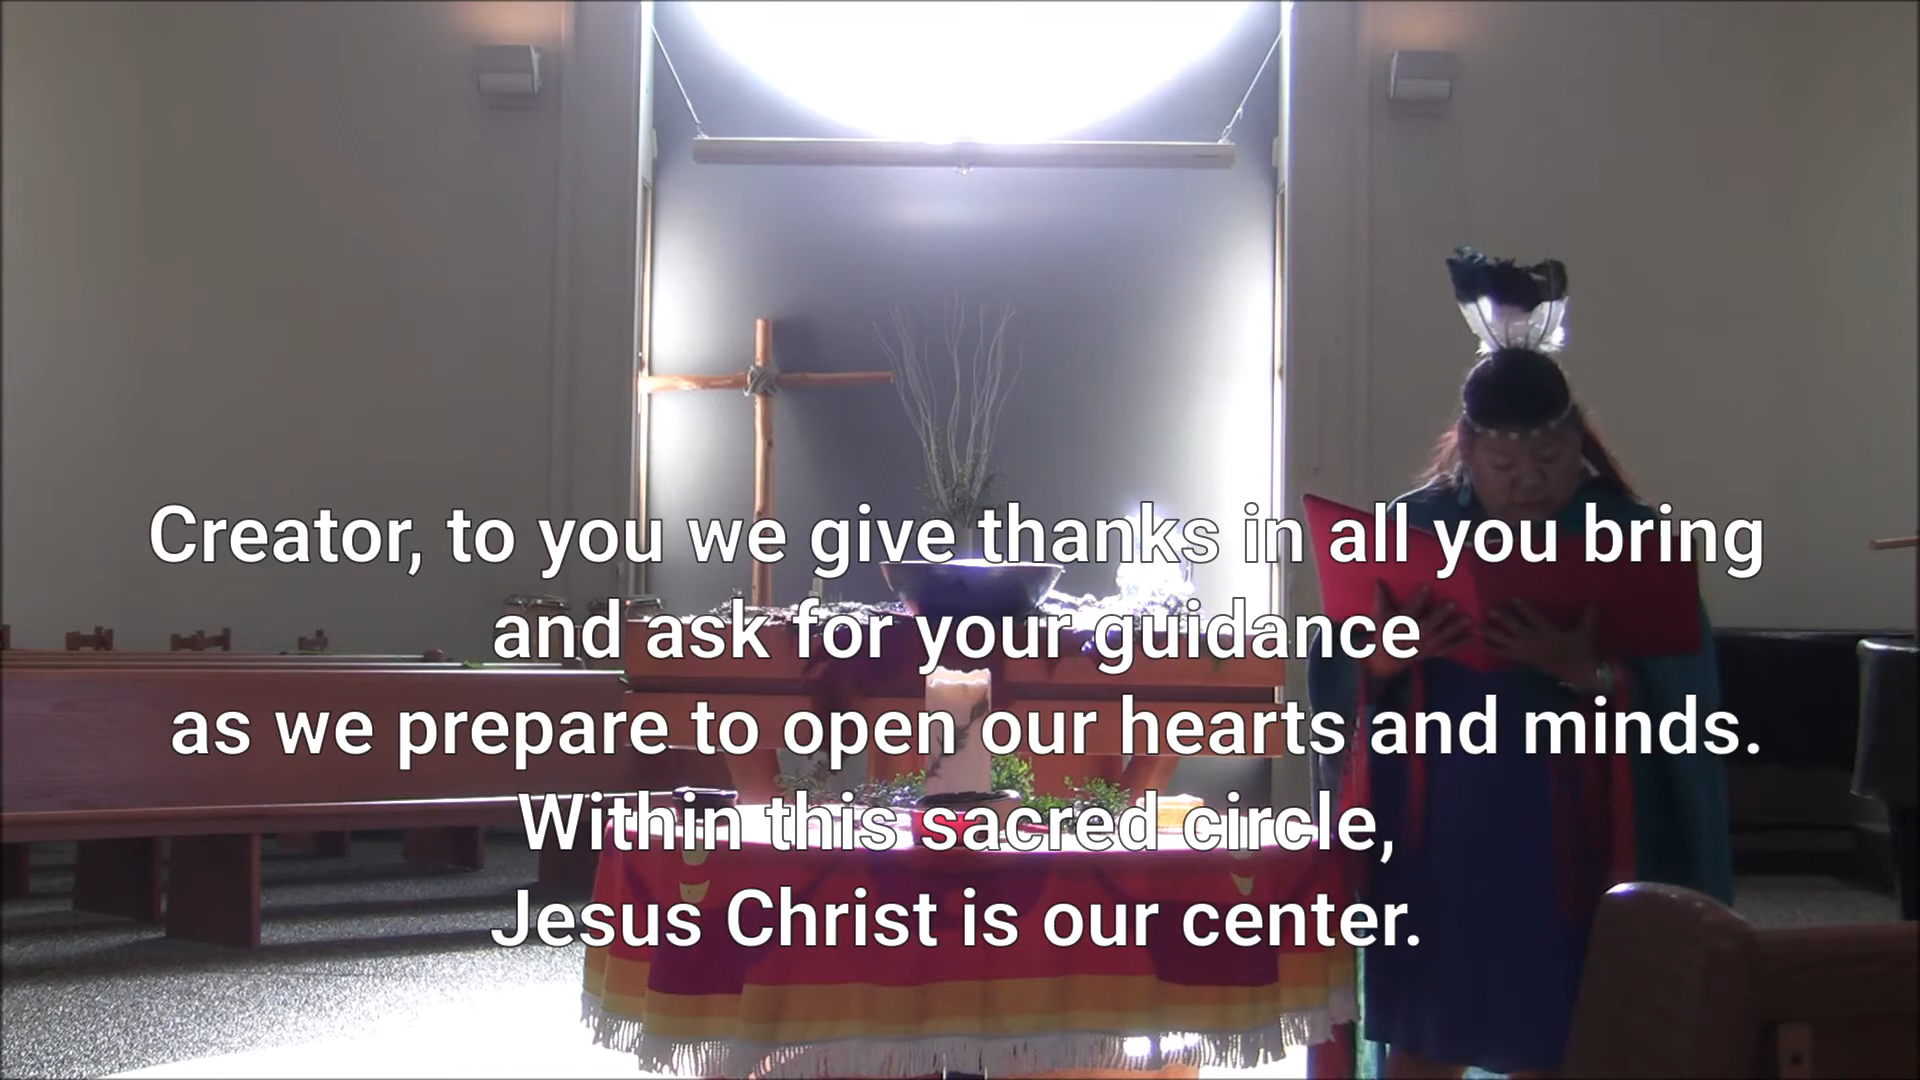 Creator, to you we give thanks in all you bring
and ask for your guidance
as we prepare to open our hearts and minds.
Within this sacred circle,
Jesus Christ is our center.